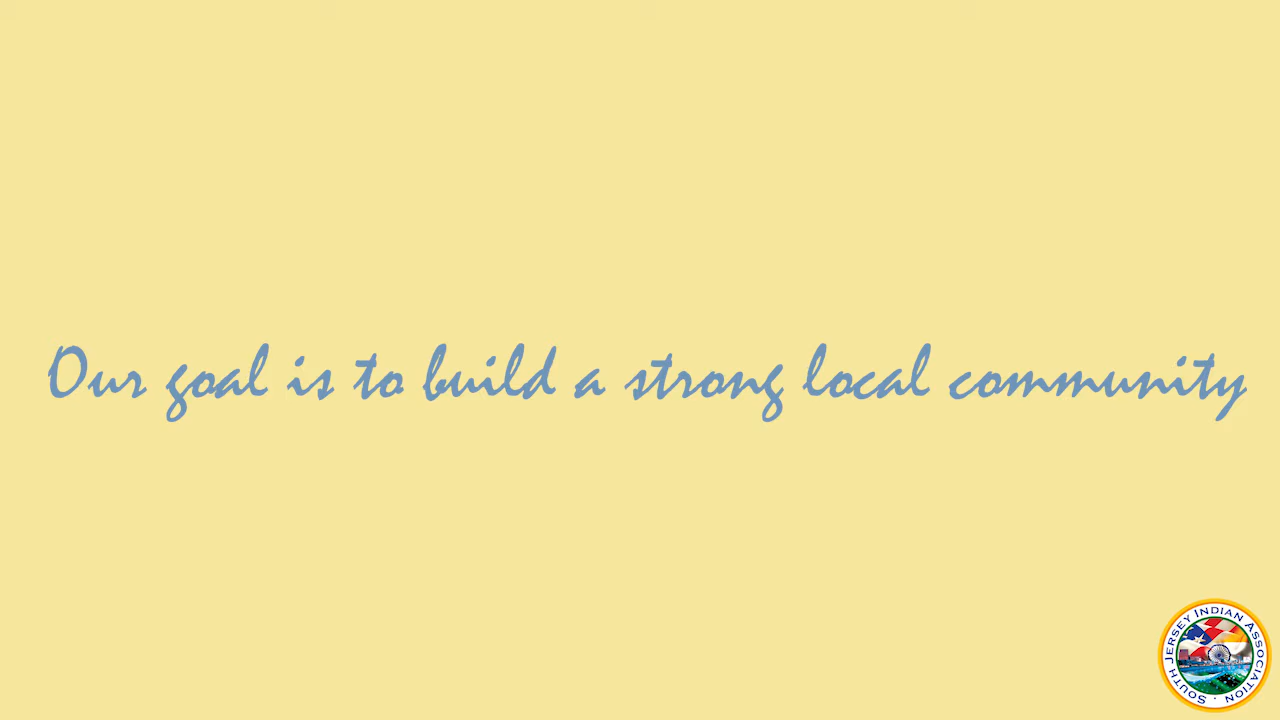 Our goal is to build a strong local community
SOUTH JERSEY INDIAN ASSOCIATION